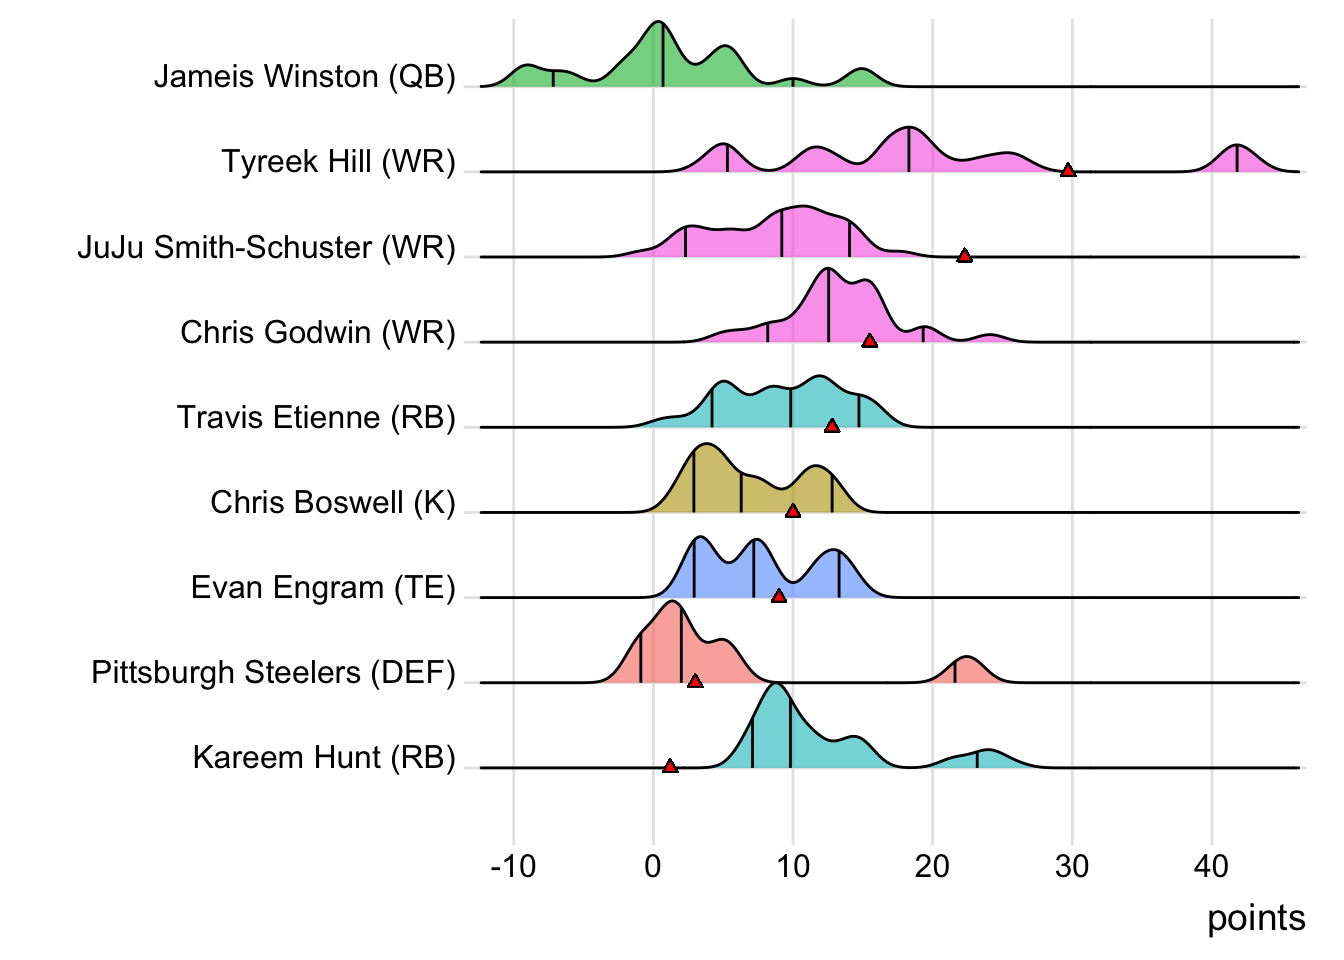 Jameis Winston (QB)
Tyreek Hill (WR)
JuJu Smith-Schuster (WR)
Chris Godwin (WR)
Travis Etienne (RB)
Chris Boswell (K)
Evan Engram (TE)
Pittsburgh Steelers (DEF)
Kareem Hunt (RB)
-10 0 10 20 30 40
points